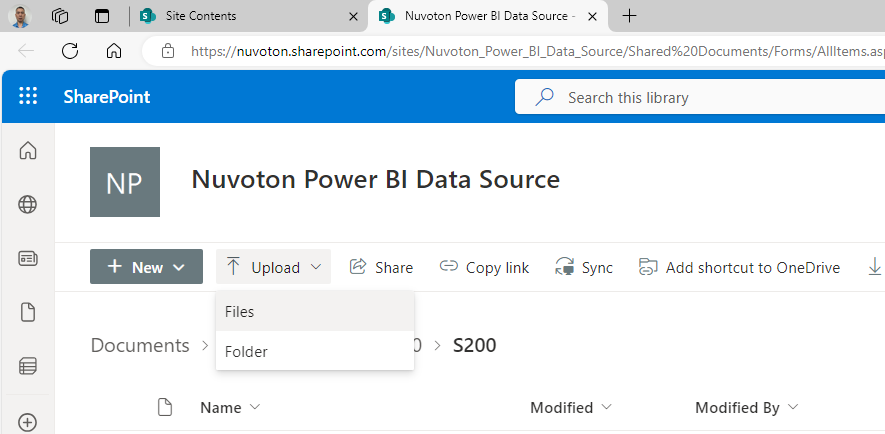 Site Contents
Nuvoton Power BI Data Source -
https://nuvoton.sharepoint.com/sites/Nuvoton_Power_BI_Data_Source/Shared%20Documents/Forms/AllItems.asp
SharePoint
Search this library
NP
Nuvoton Power BI Data Source
New
Upload
Share
Copy link
Sync
Add shortcut to OneDrive
Files
Documents > 0 > S200
Folder
Name
Modified
Modified By